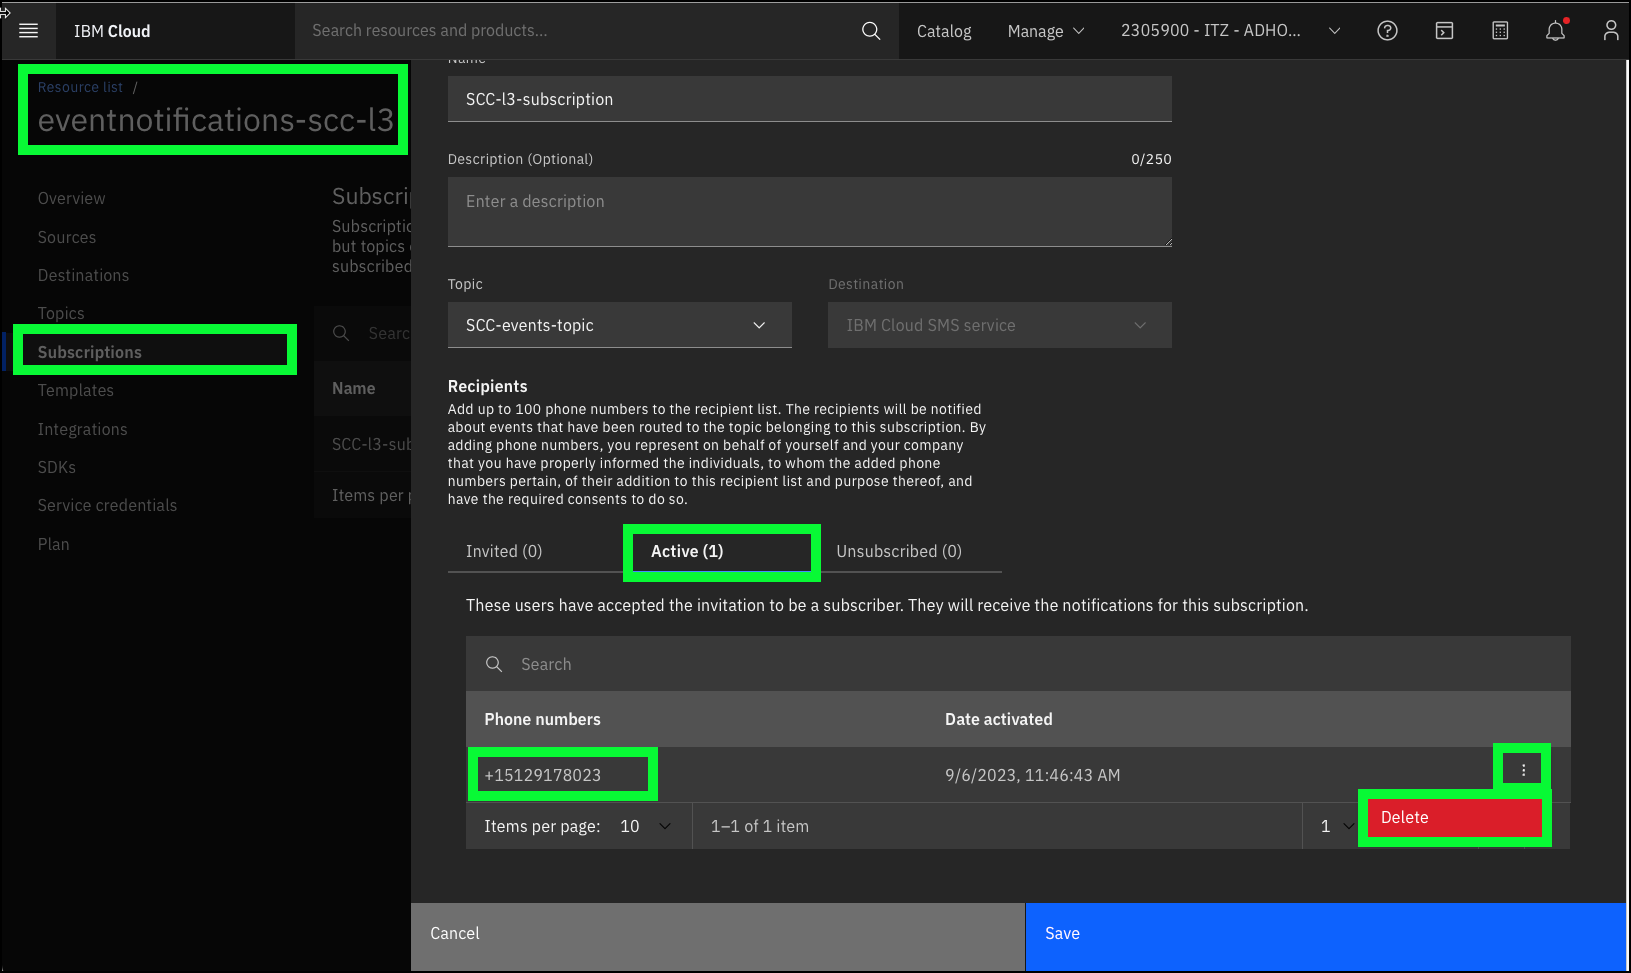 IBM Cloud
Search resources and products...
Catalog
Manage
2305900 - ITZ - ADHO...
Resource list /
eventnotifications-scc-l3
Overview
Sources
Destinations
Topics
Subscriptions
Templates
Integrations
SDKs
Service credentials
Plan
Subscri
Subscriptio
but topics
subscribed
Searc
Name
SCC-l3-sub
Items per p
Name
SCC-l3-subscription
Description (Optional)
0/250
Enter a description
Topic
Destination
SCC-events-topic
IBM Cloud SMS service
Recipients
Add up to 100 phone numbers to the recipient list. The recipients will be notified
about events that have been routed to the topic belonging to this subscription. By
adding phone numbers, you represent on behalf of yourself and your company
that you have properly informed the individuals, to whom the added phone
numbers pertain, of their addition to this recipient list and purpose thereof, and
have the required consents to do so.
Invited (0)
Active (1)
Unsubscribed (0)
These users have accepted the invitation to be a subscriber. They will receive the notifications for this subscription.
Search
Phone numbers
Date activated
+15129178023
9/6/2023, 11:46:43 AM
Items per page: 10
1–1 of 1 item
1
Delete
Cancel
Save